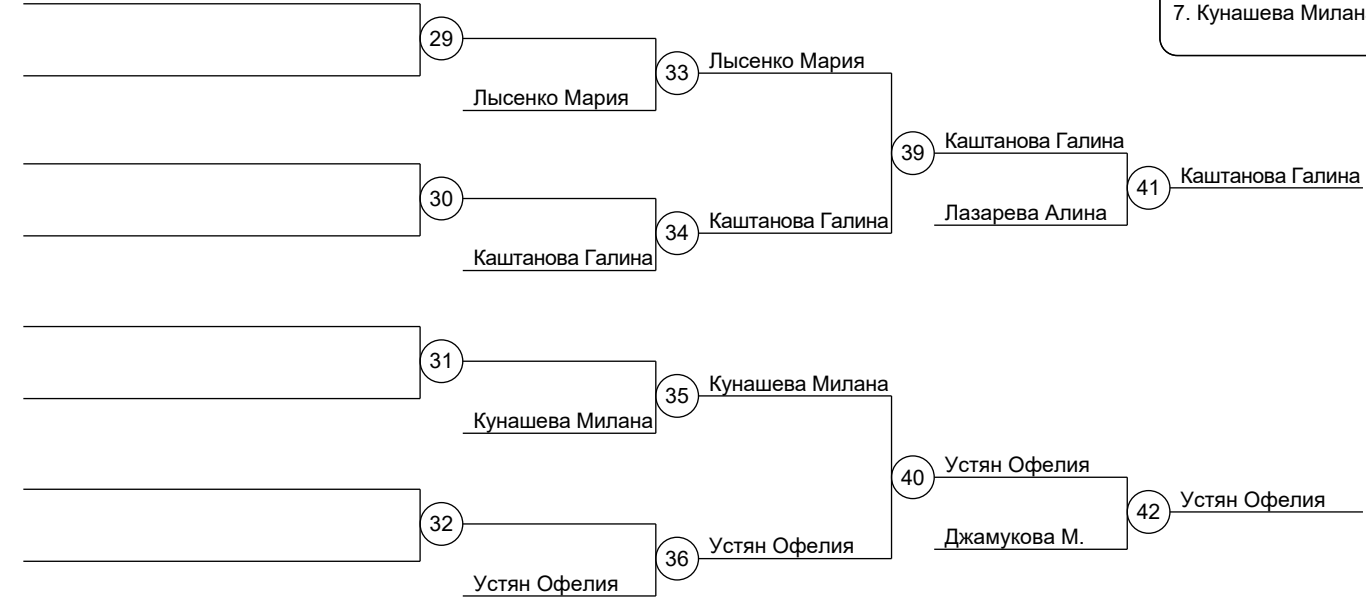 7. Кунашева Милан
29
Лысенко Мария
33
Лысенко Мария
Каштанова Галина
39
Каштанова Галина
41
30
Лазарева Алина
Каштанова Галина
34
Каштанова Галина
31
Кунашева Милана
35
Кунашева Милана
Устян Офелия
40
Устян Офелия
42
32
Джамукова М.
Устян Офелия
36
Устян Офелия